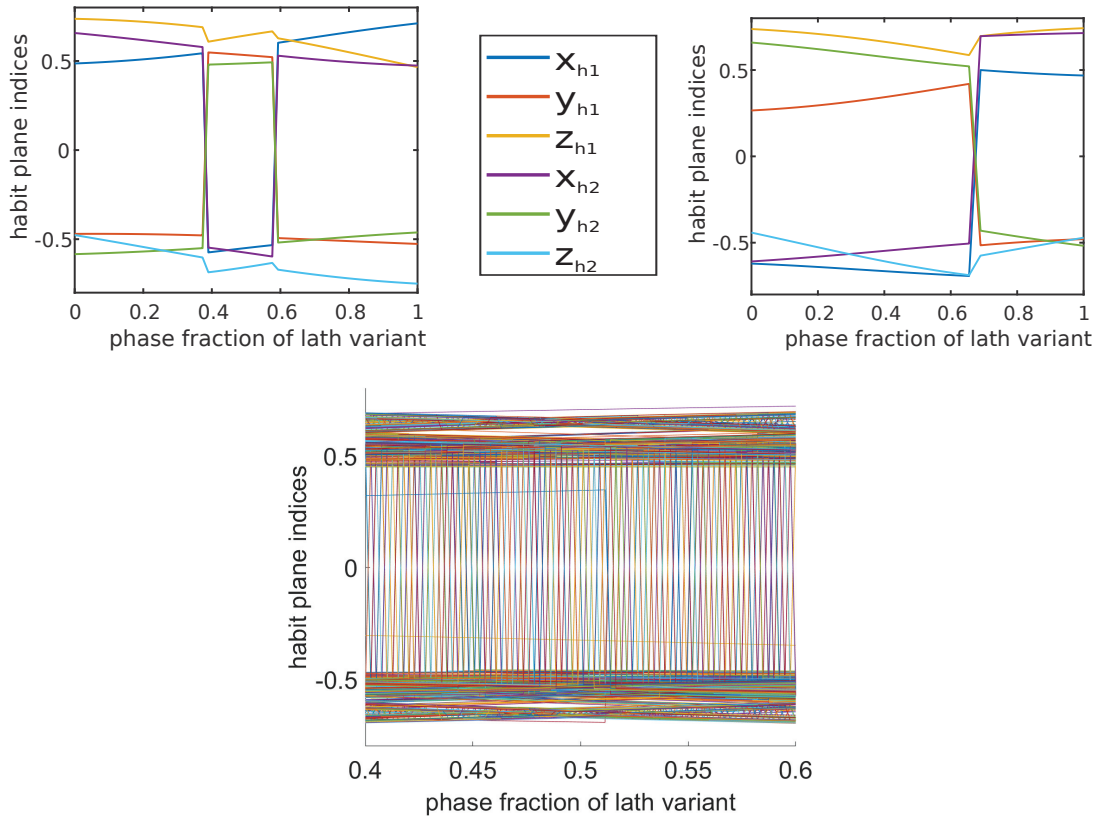 habit plane indices
0.5
0
-0.5
0 0.2 0.4 0.6 0.8 1
phase fraction of lath variant
x_h1
y_h1
z_h1
x_h2
y_h2
z_h2
habit plane indices
0.5
0
-0.5
0 0.2 0.4 0.6 0.8 1
phase fraction of lath variant
habit plane indices
0.5
0
-0.5
0.4 0.45 0.5 0.55 0.6
phase fraction of lath variant